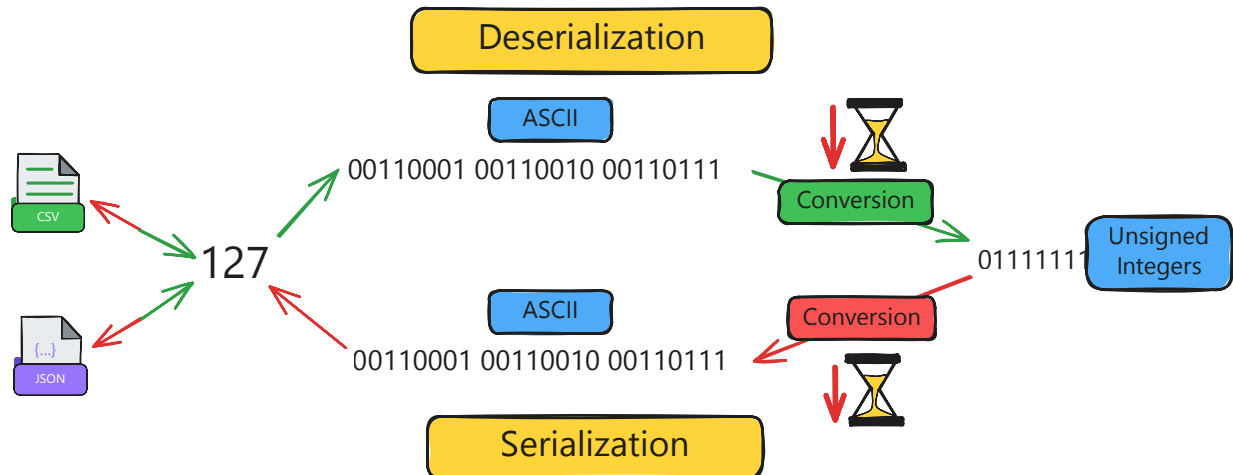 Deserialization
ASCII
00110001 00110010 00110111
Conversion
CSV
127
01111111
Unsigned
Integers
{...}
JSON
ASCII
Conversion
00110001 00110010 00110111
Serialization